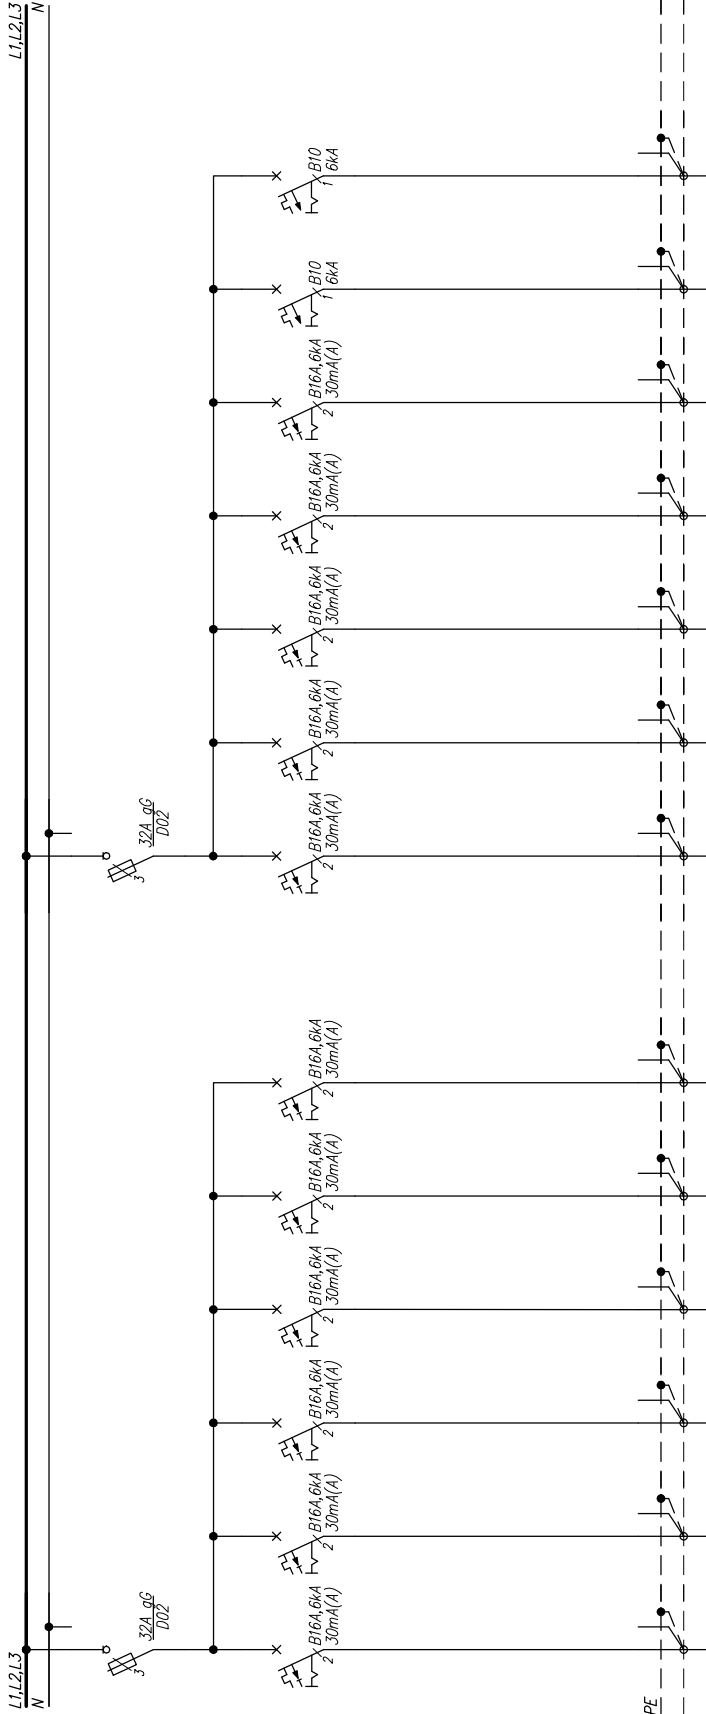 L1,L2,L3
N
L1,L2,L3
N
32A gG
D02
3
32A gG
D02
3
B16A,6kA
30mA(A)
2
B16A,6kA
30mA(A)
2
B16A,6kA
30mA(A)
2
B16A,6kA
30mA(A)
2
B16A,6kA
30mA(A)
2
B16A,6kA
30mA(A)
2
B16A,6kA
30mA(A)
2
B16A,6kA
30mA(A)
2
B16A,6kA
30mA(A)
2
B16A,6kA
30mA(A)
2
B16A,6kA
30mA(A)
2
B10
6kA
1
B10
6kA
1
PE